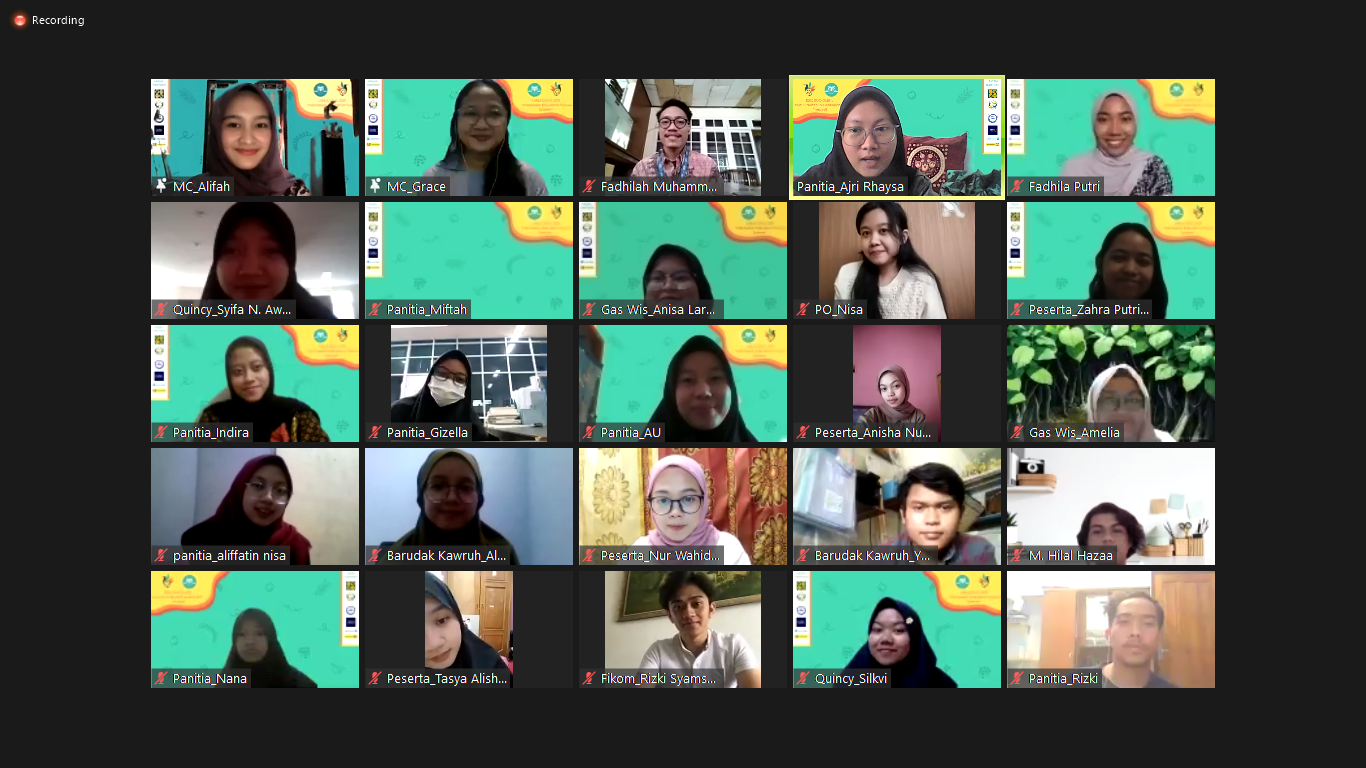 Recording
MC_Alifah
MC_Grace
Fadhilah Muhamm...
Panitia_Ajri Rhaysa
Fadhila Putri
Quincy_Syifa N. Aw...
Panitia_Miftah
Gas Wis_Anisa Lar...
PO_Nisa
Peserta_Zahra Putri...
Panitia_Indira
Panitia_Gizella
Panitia_AU
Peserta_Anisha Nu...
Gas Wis_Amelia
panitia_aliffatin nisa
Barudak Kawruh_Al...
Peserta_Nur Wahid...
Barudak Kawruh_Y...
M. Hilal Hazaa
Panitia_Nana
Peserta_Tasya Alish...
Fikom_Rizki Syams...
Quincy_Silkvi
Panitia_Rizki